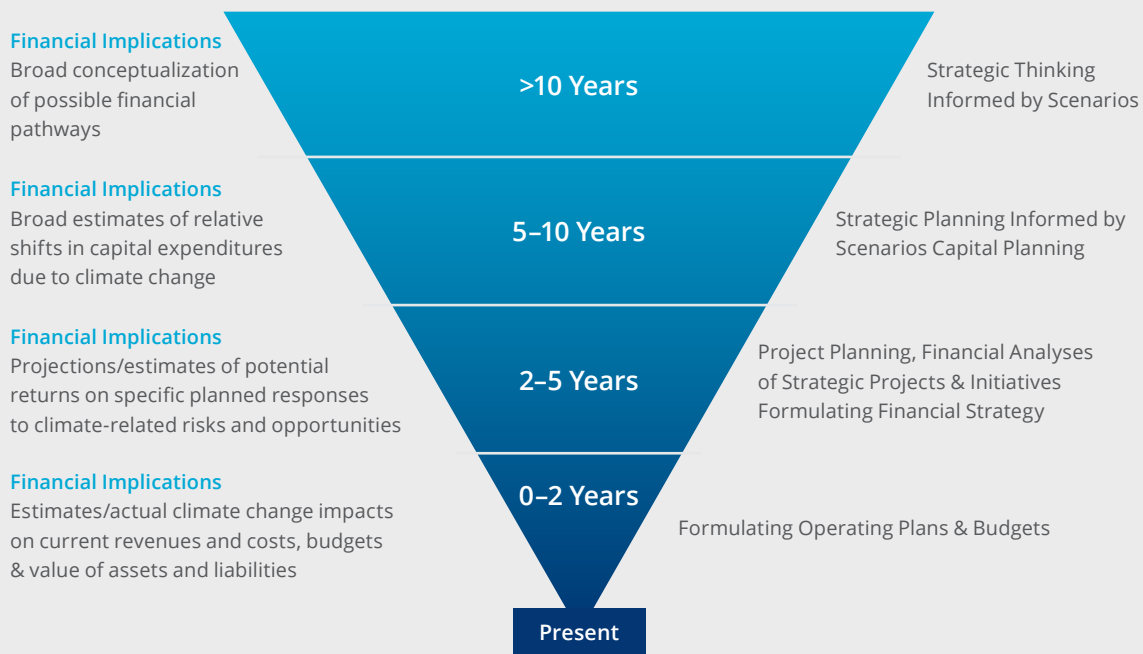 Financial Implications
Broad conceptualization
of possible financial
pathways
>10 Years
Strategic Thinking
Informed by Scenarios
Financial Implications
Broad estimates of relative
shifts in capital expenditures
due to climate change
5–10 Years
Strategic Planning Informed by
Scenarios Capital Planning
Financial Implications
Projections/estimates of potential
returns on specific planned responses
to climate-related risks and opportunities
2–5 Years
Project Planning, Financial Analyses
of Strategic Projects & Initiatives
Formulating Financial Strategy
Financial Implications
Estimates/actual climate change impacts
on current revenues and costs, budgets
& value of assets and liabilities
0–2 Years
Formulating Operating Plans & Budgets
Present